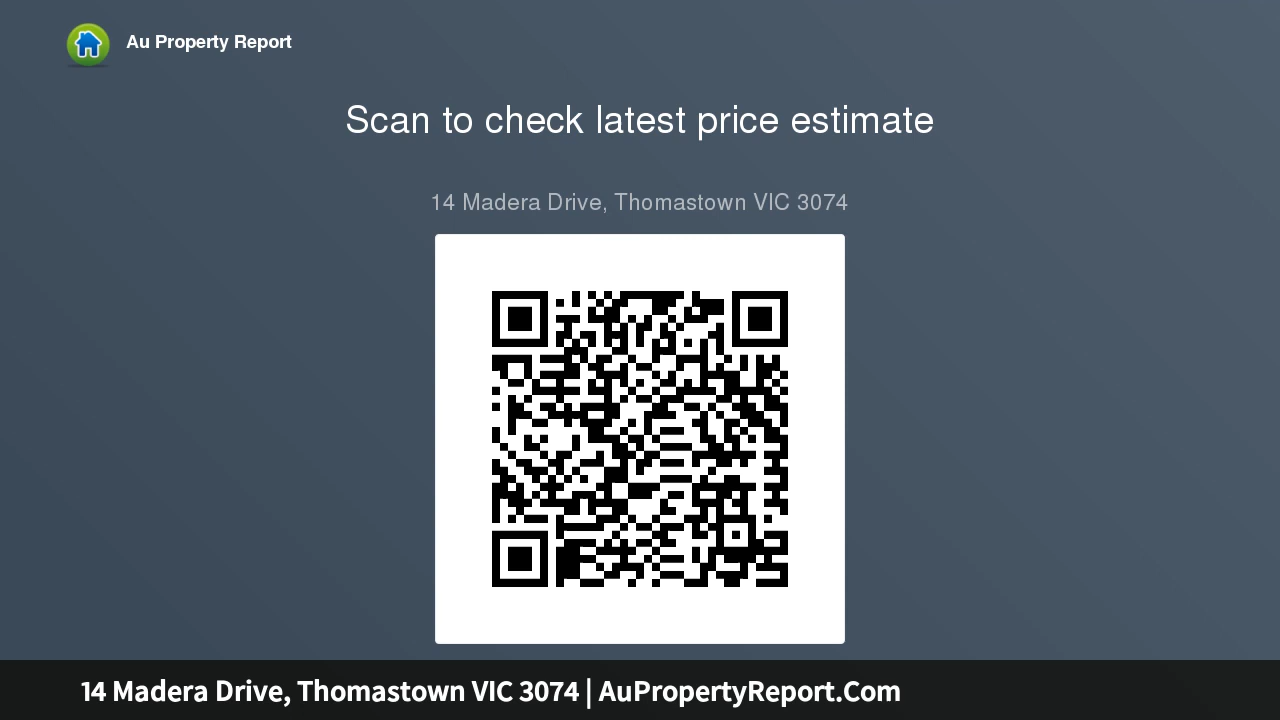 Au Property Report
Scan to check latest price estimate
14 Madera Drive, Thomastown VIC 3074
14 Madera Drive, Thomastown VIC 3074 | AuPropertyReport.Com